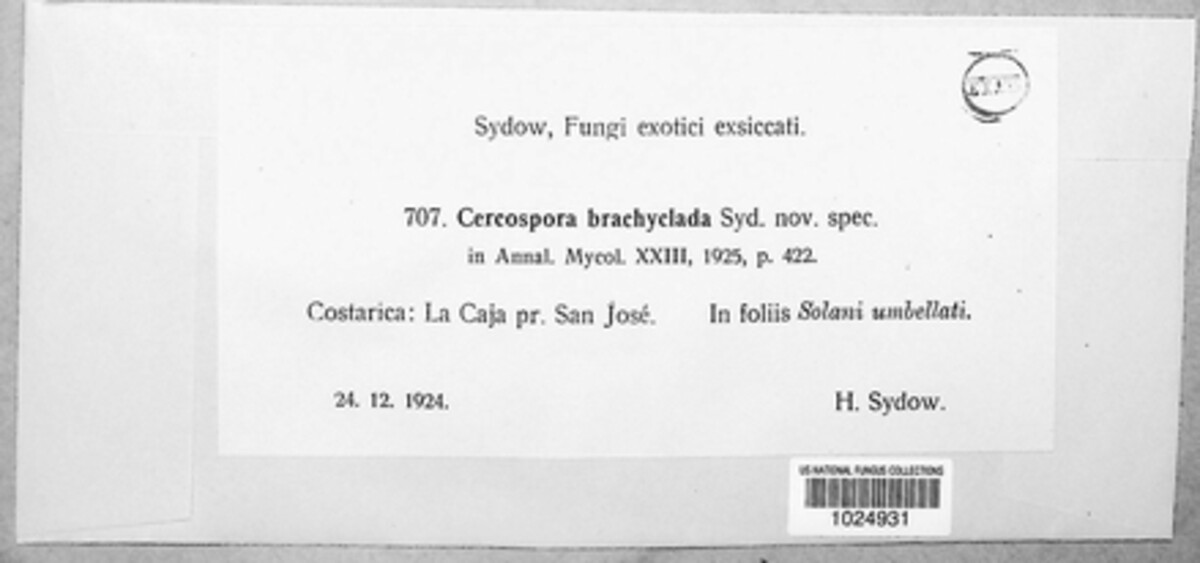 Sydow, Fungi exotici exsiccati.
707. Cercospora brachyclada Syd. nov. spec.
in Annal. Mycol. XXIII, 1925, p. 422.
Costarica: La Caja pr. San José. In foliis Solani umbellati.
24. 12. 1924. H. Sydow.
US NATIONAL FUNGUS COLLECTIONS
1024931